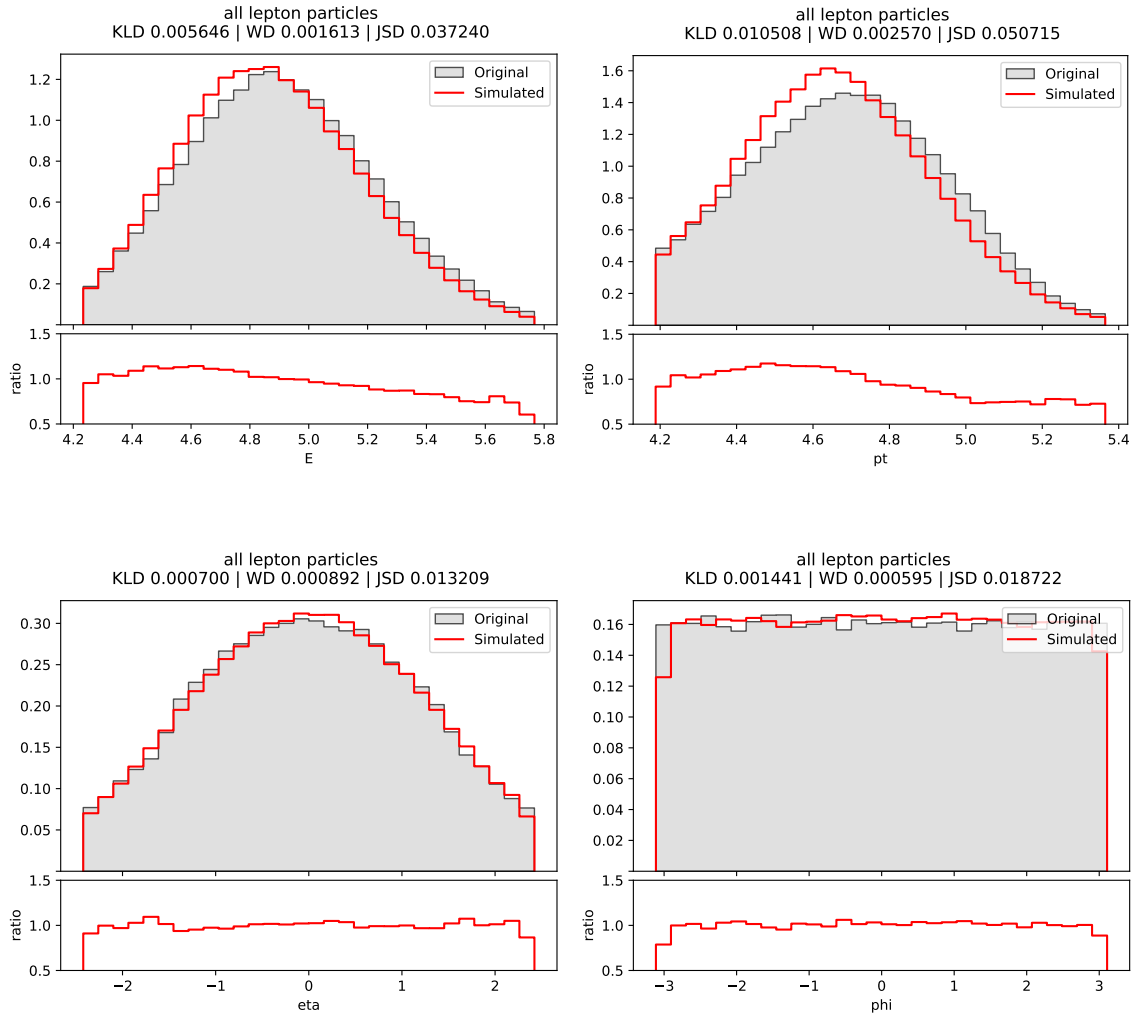 all lepton particles
KLD 0.005646 | WD 0.001613 | JSD 0.037240
1.2
1.0
0.8
0.6
0.4
0.2
Original
Simulated
1.5
1.0
0.5
ratio
4.2 4.4 4.6 4.8 5.0 5.2 5.4 5.6 5.8
E
all lepton particles
KLD 0.010508 | WD 0.002570 | JSD 0.050715
1.6
1.4
1.2
1.0
0.8
0.6
0.4
0.2
Original
Simulated
1.5
1.0
0.5
ratio
4.2 4.4 4.6 4.8 5.0 5.2 5.4
pt
all lepton particles
KLD 0.000700 | WD 0.000892 | JSD 0.013209
0.30
0.25
0.20
0.15
0.10
0.05
Original
Simulated
1.5
1.0
0.5
ratio
−2 −1 0 1 2
eta
all lepton particles
KLD 0.001441 | WD 0.000595 | JSD 0.018722
0.16
0.14
0.12
0.10
0.08
0.06
0.04
0.02
Original
Simulated
1.5
1.0
0.5
ratio
−3 −2 −1 0 1 2 3
phi